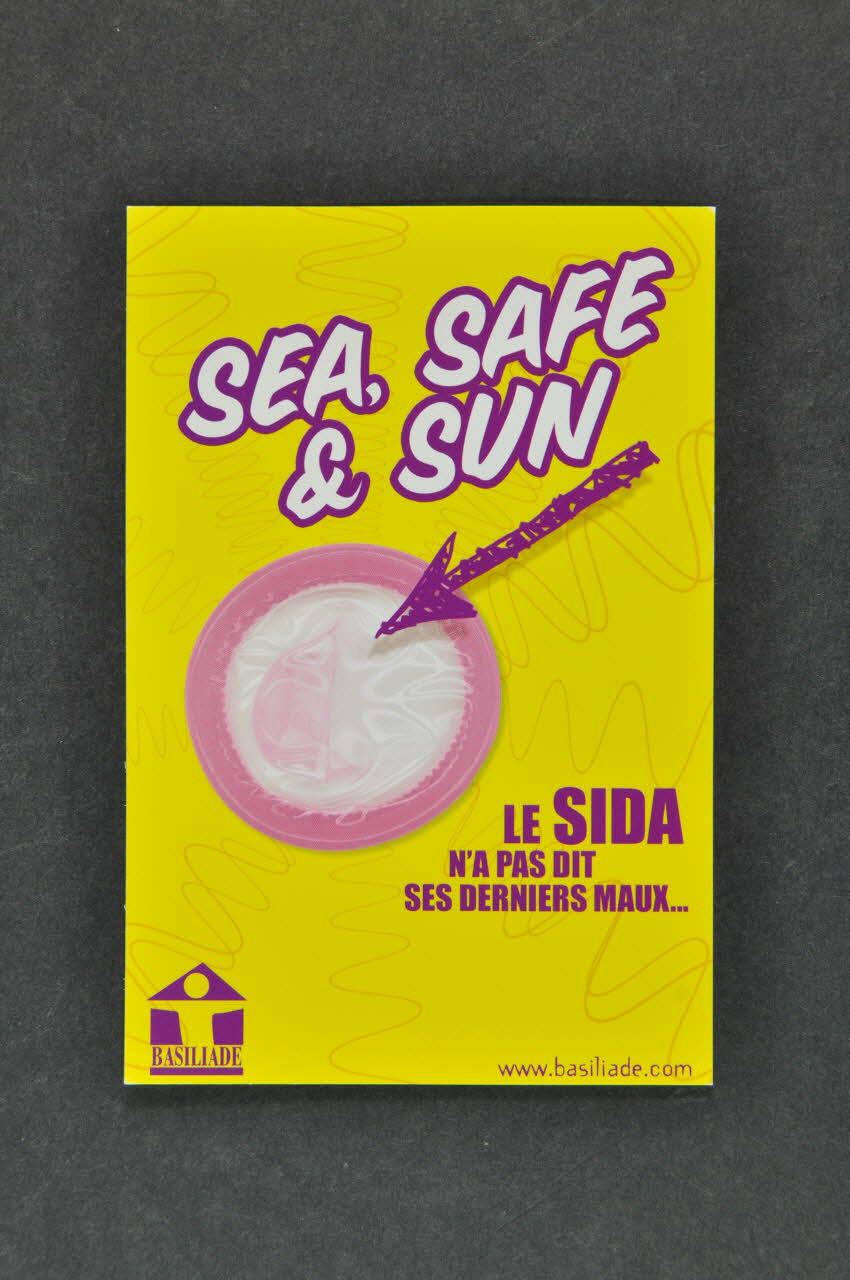 SEA, SAFE
& SUN
LE SIDA
N'A PAS DIT
SES DERNIERS MAUX...
BASILIADE
www.basiliade.com